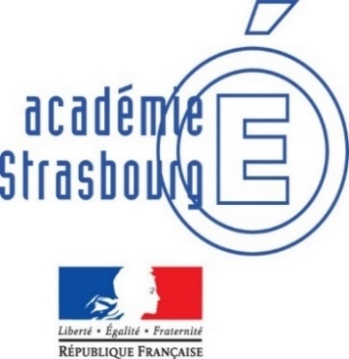 académie
Strasbourg
É
Liberté • Égalité • Fraternité
RÉPUBLIQUE FRANÇAISE